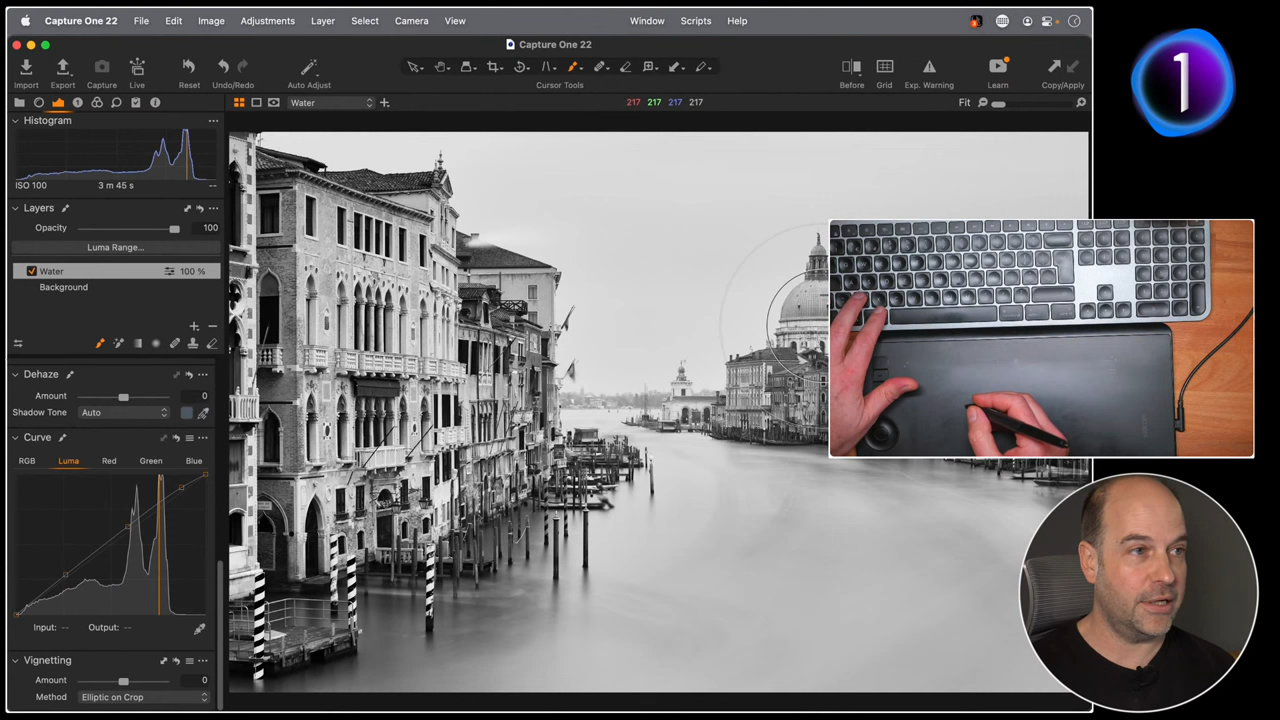 Capture One 22 File Edit Image Adjustments Layer Select Camera View Window Scripts Help
Capture One 22
Import Export Capture Live Reset Undo/Redo Auto Adjust Cursor Tools Before Grid Exp. Warning Learn Copy/Apply
Water 217 217 217 217 Fit
Histogram
ISO 100 3 m 45 s --
Layers
Opacity 100
Luma Range...
Water 100 %
Background
Dehaze
Amount 0
Shadow Tone Auto
Curve
RGB Luma Red Green Blue
Input: -- Output: --
Vignetting
Amount 0
Method Elliptic on Crop
1